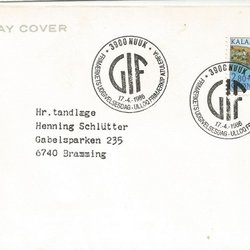 AY COVER
3900 NUUK
GIF
17.-4.-1986
3900 NUUK
GIF
17.-4.-1986
KALA
Hr.tandlæge
Henning Schlütter
Gabelsparken 235
6740 Bramming